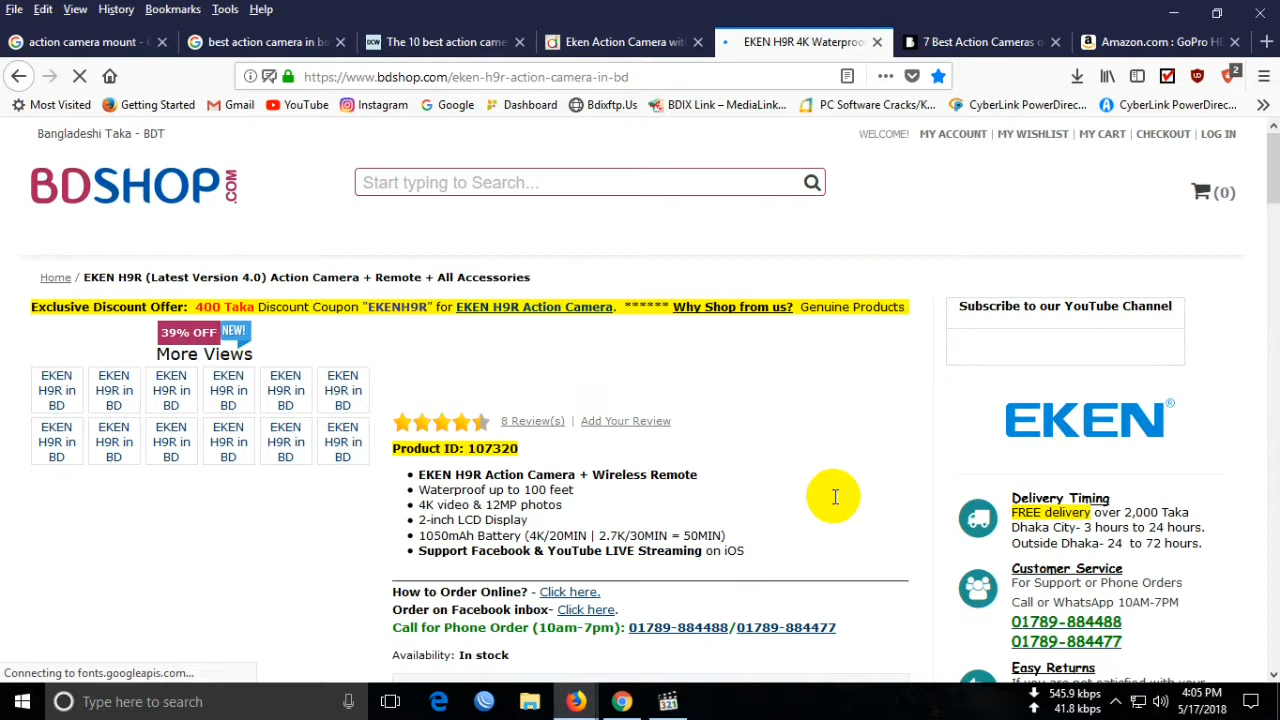 File Edit View History Bookmarks Tools Help
action camera mount -
best action camera in bo
The 10 best action came
Eken Action Camera with
EKEN H9R 4K Waterproo
7 Best Action Cameras o
Amazon.com : GoPro HE
https://www.bdshop.com/eken-h9r-action-camera-in-bd
2
Most Visited Getting Started Gmail YouTube Instagram Google Dashboard Bdixftp.Us BDIX Link – MediaLink... PC Software Cracks/K... CyberLink PowerDirec... CyberLink PowerDirec...
Bangladeshi Taka - BDT
WELCOME! MY ACCOUNT | MY WISHLIST | MY CART | CHECKOUT | LOG IN
BDSHOP.COM
Start typing to Search...
(0)
Home / EKEN H9R (Latest Version 4.0) Action Camera + Remote + All Accessories
Exclusive Discount Offer: 400 Taka Discount Coupon "EKENH9R" for EKEN H9R Action Camera. ****** Why Shop from us? Genuine Products
39% OFF NEW!
More Views
EKEN H9R in BD
EKEN H9R in BD
EKEN H9R in BD
EKEN H9R in BD
EKEN H9R in BD
EKEN H9R in BD
EKEN H9R in BD
EKEN H9R in BD
EKEN H9R in BD
EKEN H9R in BD
EKEN H9R in BD
EKEN H9R in BD
8 Review(s) | Add Your Review
Product ID: 107320
• EKEN H9R Action Camera + Wireless Remote
• Waterproof up to 100 feet
• 4K video & 12MP photos
• 2-inch LCD Display
• 1050mAh Battery (4K/20MIN | 2.7K/30MIN = 50MIN)
• Support Facebook & YouTube LIVE Streaming on iOS
How to Order Online? - Click here.
Order on Facebook inbox- Click here.
Call for Phone Order (10am-7pm): 01789-884488/01789-884477
Availability: In stock
Subscribe to our YouTube Channel
EKEN®
Delivery Timing
FREE delivery over 2,000 Taka
Dhaka City- 3 hours to 24 hours.
Outside Dhaka- 24 to 72 hours.
Customer Service
For Support or Phone Orders
Call or WhatsApp 10AM-7PM
01789-884488
01789-884477
Easy Returns
If you are not satisfied with your
Connecting to fonts.googleapis.com...
Type here to search
321
545.9 kbps
41.8 kbps
4:05 PM
5/17/2018